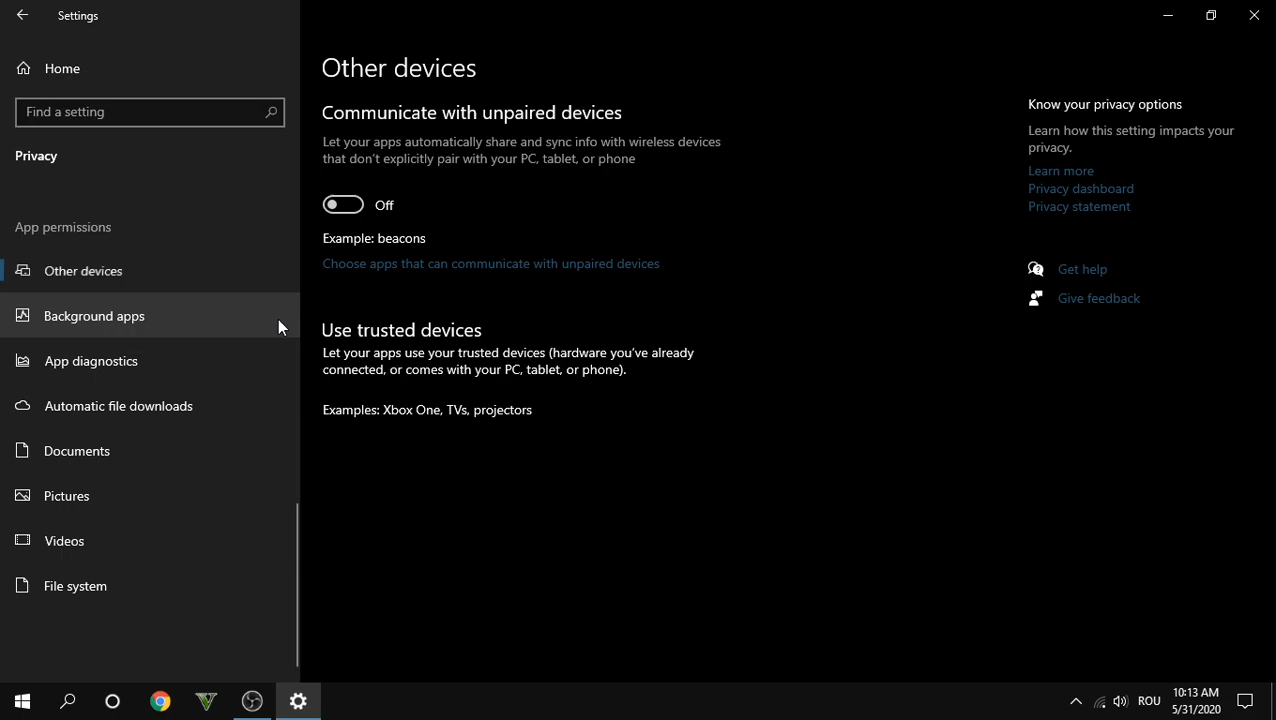 Settings
Home
Find a setting
Privacy
App permissions
Other devices
Background apps
App diagnostics
Automatic file downloads
Documents
Pictures
Videos
File system
Other devices
Communicate with unpaired devices
Let your apps automatically share and sync info with wireless devices
that don't explicitly pair with your PC, tablet, or phone
Off
Example: beacons
Choose apps that can communicate with unpaired devices
Use trusted devices
Let your apps use your trusted devices (hardware you've already
connected, or comes with your PC, tablet, or phone).
Examples: Xbox One, TVs, projectors
Know your privacy options
Learn how this setting impacts your
privacy.
Learn more
Privacy dashboard
Privacy statement
Get help
Give feedback
ROU
10:13 AM
5/31/2020